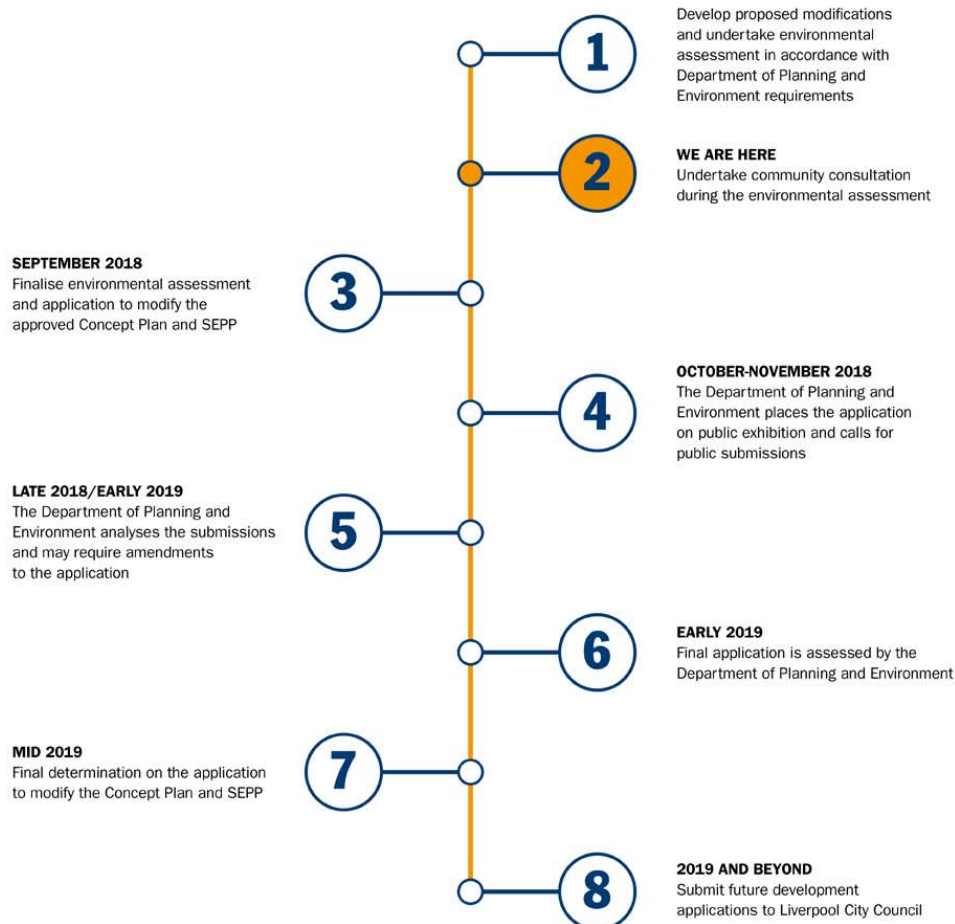 1
Develop proposed modifications
and undertake environmental
assessment in accordance with
Department of Planning and
Environment requirements
2
WE ARE HERE
Undertake community consultation
during the environmental assessment
SEPTEMBER 2018
Finalise environmental assessment
and application to modify the
approved Concept Plan and SEPP
3
4
OCTOBER-NOVEMBER 2018
The Department of Planning and
Environment places the application
on public exhibition and calls for
public submissions
LATE 2018/EARLY 2019
The Department of Planning and
Environment analyses the submissions
and may require amendments
to the application
5
6
EARLY 2019
Final application is assessed by the
Department of Planning and Environment
MID 2019
Final determination on the application
to modify the Concept Plan and SEPP
7
8
2019 AND BEYOND
Submit future development
applications to Liverpool City Council